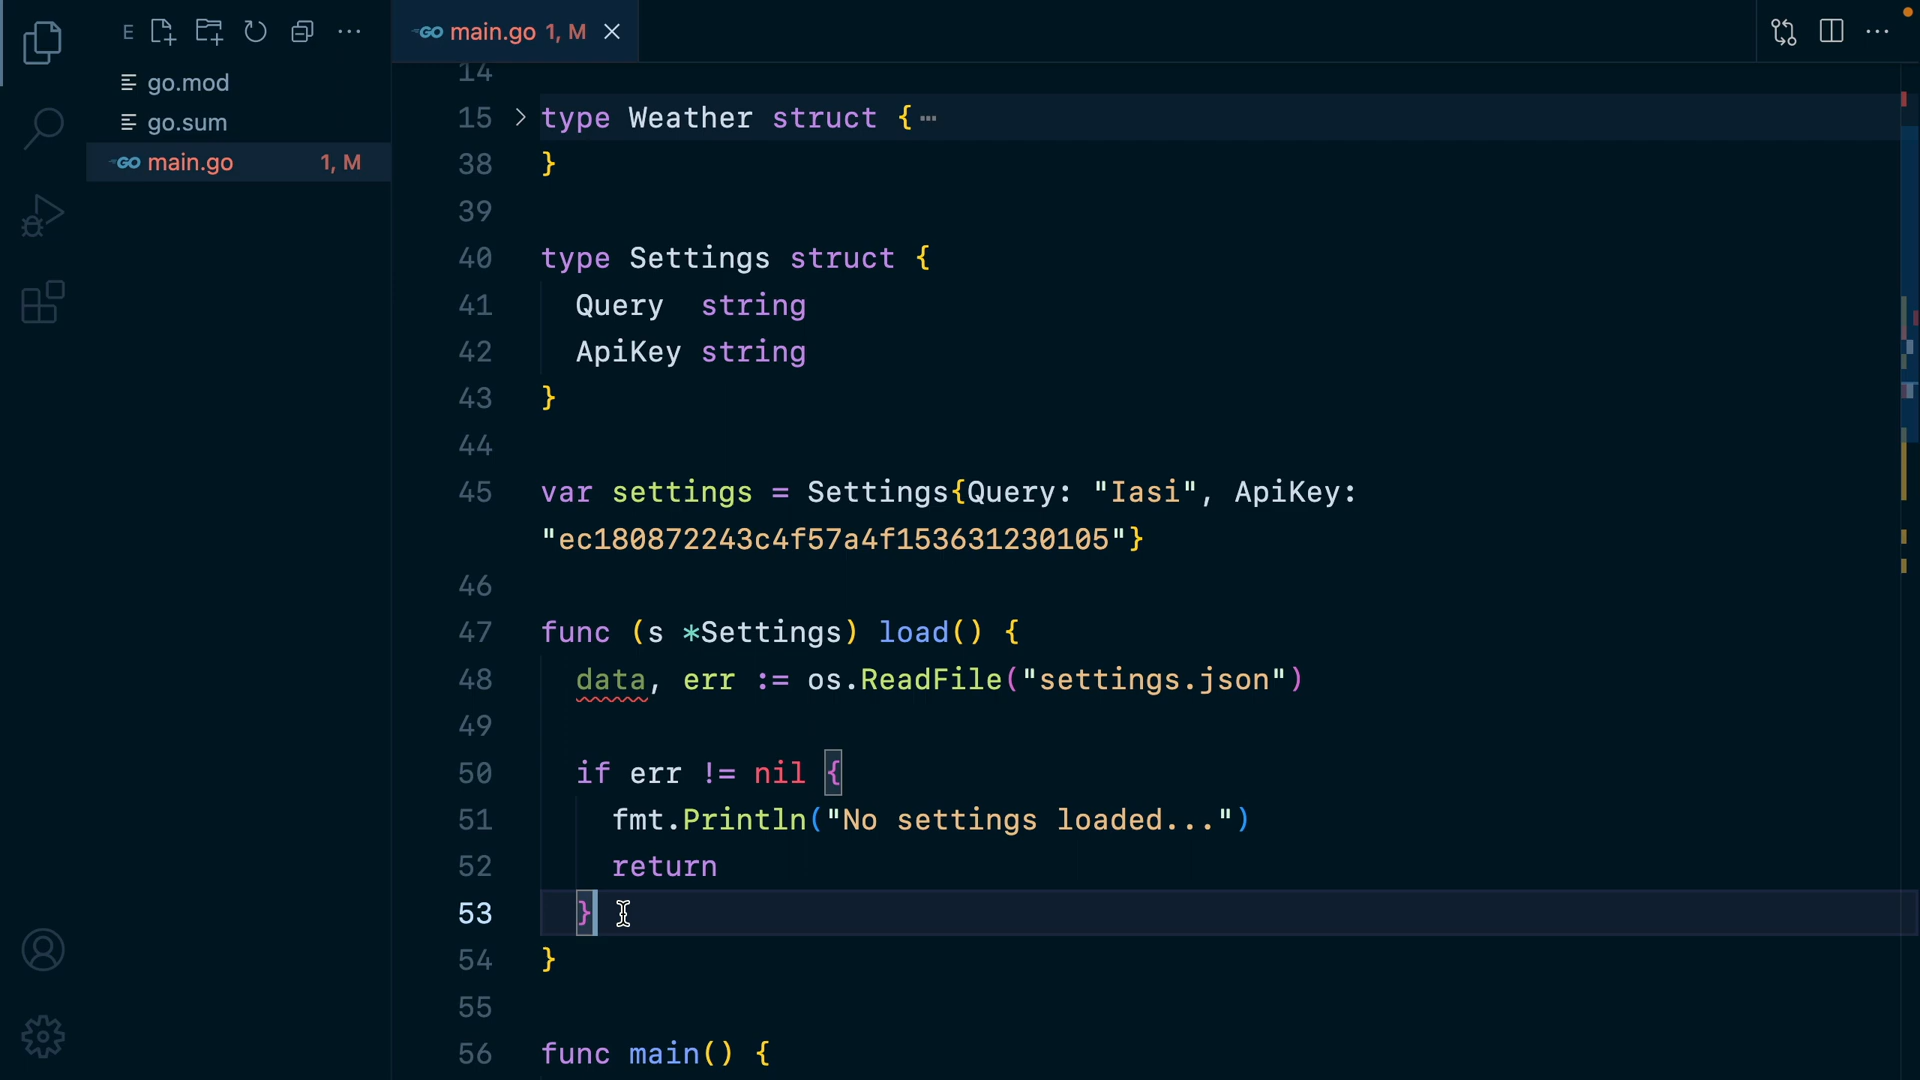 E
GO main.go 1, M
go.mod
go.sum
GO main.go 1, M
14
15 type Weather struct {
38 }
39
40 type Settings struct {
41 Query string
42 ApiKey string
43 }
44
45 var settings = Settings{Query: "Iasi", ApiKey:
"ec180872243c4f57a4f153631230105"}
46
47 func (s *Settings) load() {
48 data, err := os.ReadFile("settings.json")
49
50 if err != nil {
51 fmt.Println("No settings loaded...")
52 return
53 }
54 }
55
56 func main() {